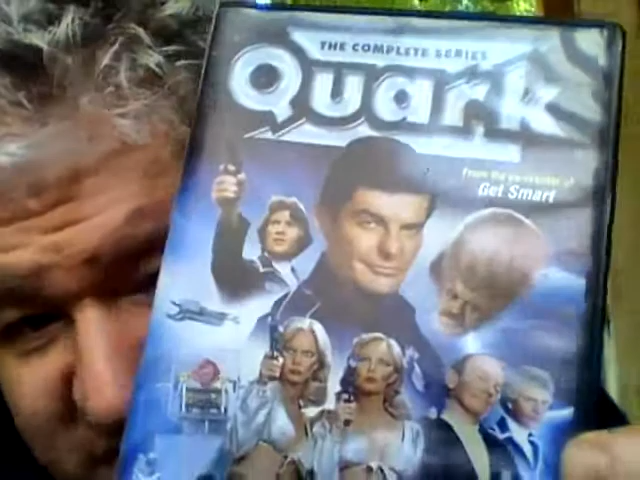 THE COMPLETE SERIES
Quark
From the co-creator of
Get Smart